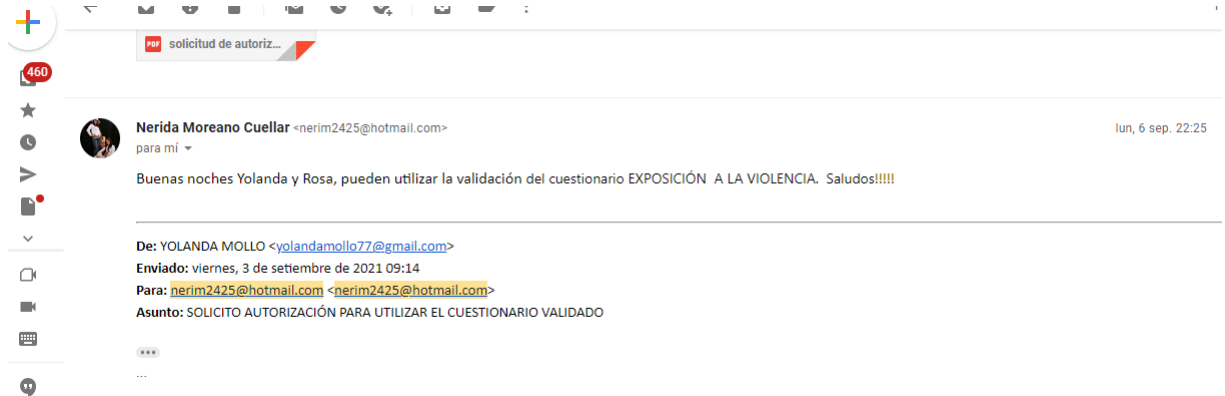 PDF solicitud de autoriz...
460
Nerida Moreano Cuellar <nerim2425@hotmail.com> lun, 6 sep. 22:25
para mí
Buenas noches Yolanda y Rosa, pueden utilizar la validación del cuestionario EXPOSICIÓN A LA VIOLENCIA. Saludos!!!!!
De: YOLANDA MOLLO <yolandamollo77@gmail.com>
Enviado: viernes, 3 de setiembre de 2021 09:14
Para: nerim2425@hotmail.com <nerim2425@hotmail.com>
Asunto: SOLICITO AUTORIZACIÓN PARA UTILIZAR EL CUESTIONARIO VALIDADO
...